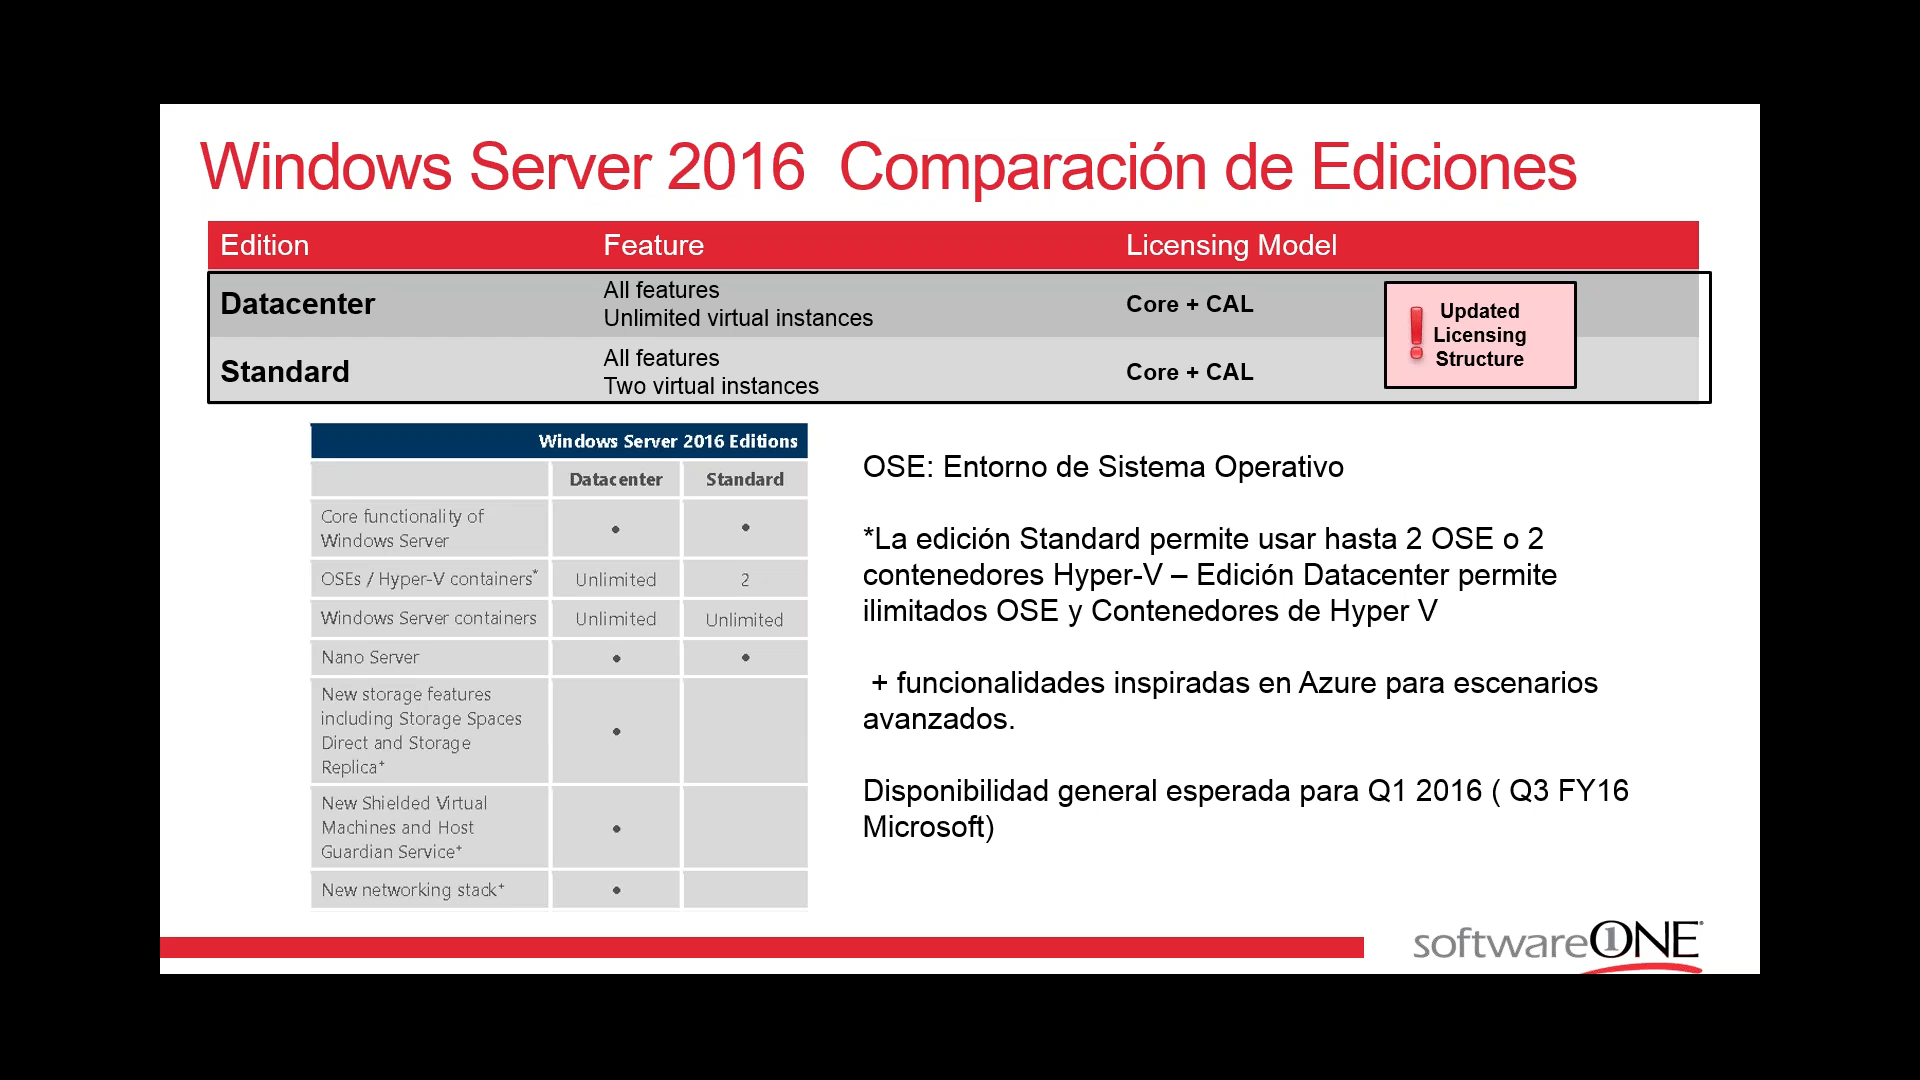 Windows Server 2016  Comparación de Ediciones
Edition Feature Licensing Model
Datacenter
All features
Unlimited virtual instances
Core + CAL
Standard
All features
Two virtual instances
Core + CAL
Updated
Licensing
Structure
Windows Server 2016 Editions
Datacenter Standard
Core functionality of
Windows Server
• •
OSEs / Hyper-V containers* Unlimited 2
Windows Server containers Unlimited Unlimited
Nano Server • •
New storage features
including Storage Spaces
Direct and Storage
Replica+
•
New Shielded Virtual
Machines and Host
Guardian Service+
•
New networking stack+ •
OSE: Entorno de Sistema Operativo
*La edición Standard permite usar hasta 2 OSE o 2
contenedores Hyper-V – Edición Datacenter permite
ilimitados OSE y Contenedores de Hyper V
+ funcionalidades inspiradas en Azure para escenarios
avanzados.
Disponibilidad general esperada para Q1 2016 ( Q3 FY16
Microsoft)
softwareONE